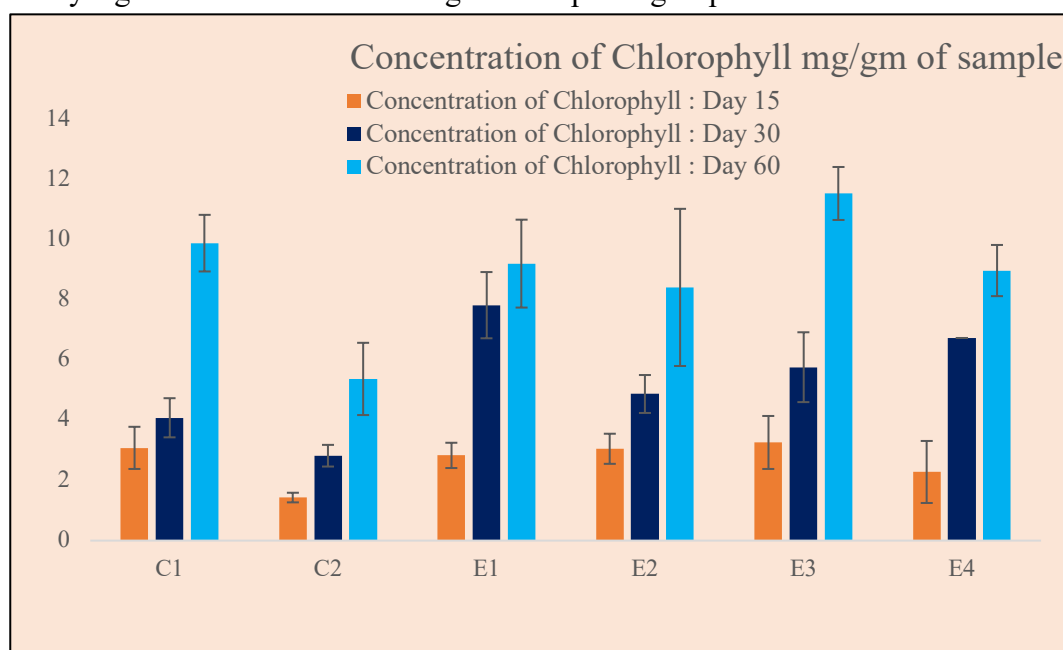 Concentration of Chlorophyll mg/gm of sample
Concentration of Chlorophyll : Day 15
Concentration of Chlorophyll : Day 30
Concentration of Chlorophyll : Day 60
14
12
10
8
6
4
2
0
C1 C2 E1 E2 E3 E4